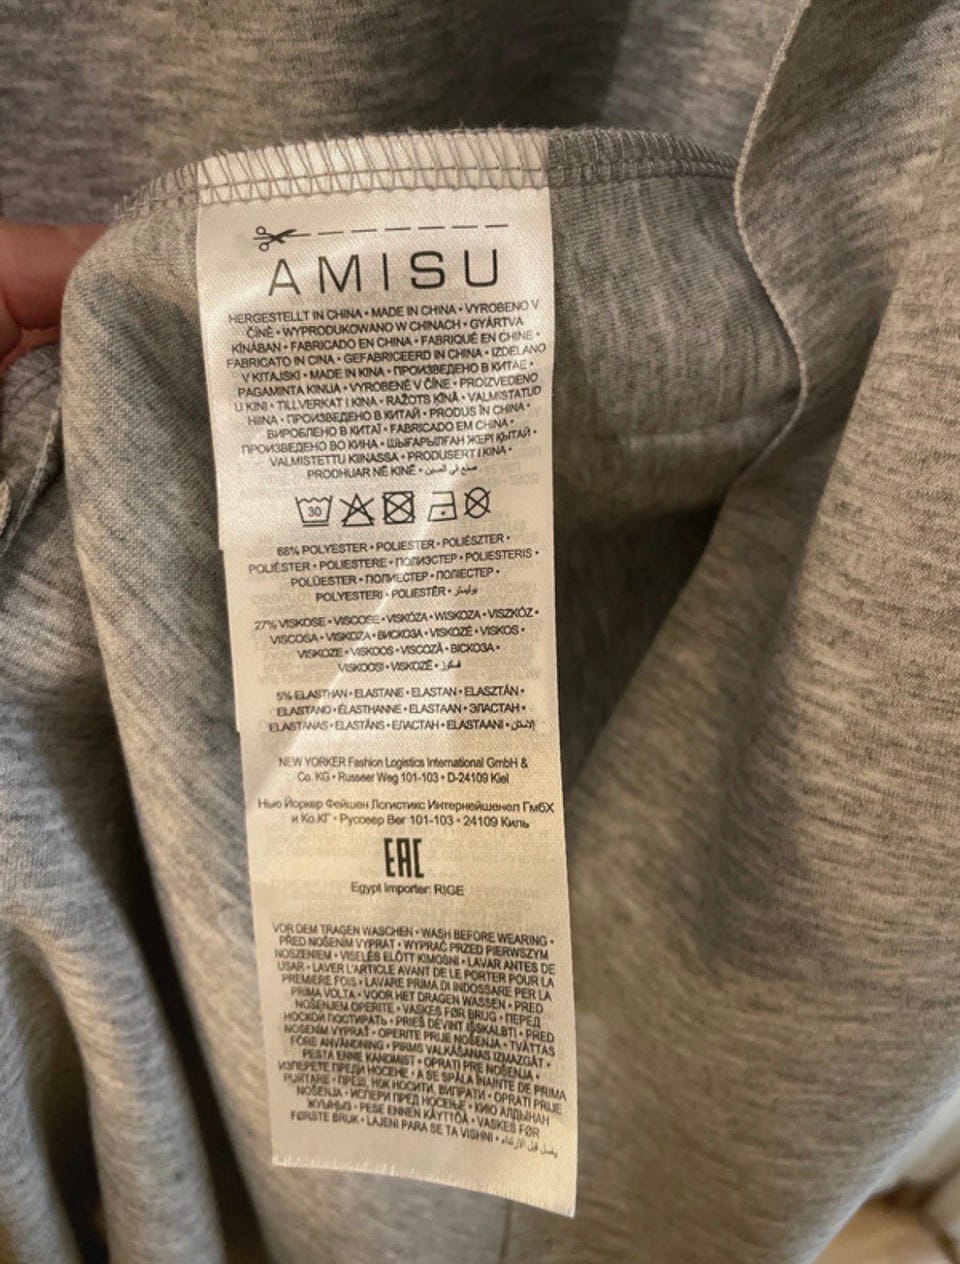 AMISU
HERGESTELLT IN CHINA • MADE IN CHINA • VYROBENO V
ČÍNĚ • WYPRODUKOWANO W CHINACH • GYÁRTVA
KÍNÁBAN • FABRICADO EN CHINA • FABRIQUÉ EN CHINE •
FABRICATO IN CINA • GEFABRICEERD IN CHINA • IZDELANO
V KITAJSKI • MADE IN KINA • ПРОИЗВЕДЕНО В КИТАЕ •
PAGAMINTA KINIJA • VYROBENÉ V ČÍNE • PROIZVEDENO
U KINI • TILLVERKAT I KINA • RAŽOTS ĶĪNĀ • VALMISTATUD
HIINA • ПРОИЗВЕДЕНО В КИТАЙ • PRODUS ÎN CHINA •
ВИРОБЛЕНО В КИТАЇ • FABRICADO EM CHINA •
ПРОИЗВЕДЕНО ВО КИНА • ШЫҒАРЫЛҒАН ЖЕРІ ҚЫТАЙ •
VALMISTETTU KIINASSA • PRODUSERT I KINA •
PRODHUAR NË KINË • صنع في الصين
30
68% POLYESTER • POLIESTER • POLIÉSZTER •
POLIÉSTER • POLIESTERE • ПОЛИЭСТЕР • POLIESTERIS •
POLÜESTER • ПОЛИЕСТЕР • ПОЛІЕСТЕР •
POLYESTERI • POLIESTËR • بوليستر
27% VISKOSE • VISCOSE • VISKÓZA • WISKOZA • VISZKÓZ •
VISCOSA • VISKOZA • ВИСКОЗА • VISKOZĖ • VISKOS •
VISKOZE • VISKOOS • VISCOZĂ • ВІСКОЗА •
VISKOOSI • VISKOZË • فسكوز
5% ELASTHAN • ELASTANE • ELASTAN • ELASZTÁN •
ELASTANO • ÉLASTHANNE • ELASTAAN • ЭЛАСТАН •
ELASTANAS • ELASTĀNS • ЕЛАСТАН • ELASTAANI •
NEW YORKER Fashion Logistics International GmbH &
Co. KG • Russeer Weg 101-103 • D-24109 Kiel
Нью Йоркер Фейшен Логистикс Интернейшенел ГмбХ
и Ко.КГ • Руссеер Вег 101-103 • 24109 Киль
EAC
Egypt Importer: RIGE
VOR DEM TRAGEN WASCHEN • WASH BEFORE WEARING •
PŘED NOŠENÍM VYPRAT • WYPRAĆ PRZED PIERWSZYM
NOSZENIEM • VISELÉS ELŐTT KIMOSNI • LAVAR ANTES DE
USAR • LAVER L'ARTICLE AVANT DE LE PORTER POUR LA
PREMIÈRE FOIS • LAVARE PRIMA DI INDOSSARE PER LA
PRIMA VOLTA • VOOR HET DRAGEN WASSEN • PRED
NOŠENJEM OPERITE • VASKES FØR BRUG • ПЕРЕД
НОСКОЙ ПОСТИРАТЬ • PRIEŠ DĖVINT IŠSKALBTI • PRED
NOSENÍM VYPRAŤ • OPERITE PRIJE NOŠENJA • TVÄTTAS
FÖRE ANVÄNDNING • PIRMS VALKĀŠANAS IZMAZGĀT •
PESTA ENNE KANDMIST • OPRATI PRE NOŠENJA •
ИЗПЕРЕТЕ ПРЕДИ НОСЕНЕ • A SE SPĂLA ÎNAINTE DE PRIMA
PURTARE • ПРЕД НОСИТИ, ВИПРАТИ • OPRATI PRIJE
NOŠENJA • ИСПЕРИ ПРЕД НОСЕЊЕ • КИЮ АЛДЫНАН
ЖУЫҢЫЗ • PESE ENNEN KÄYTTÖÄ • VASKES FØR
FØRSTE BRUK • LAJENI PARA SE TA VISHNI •